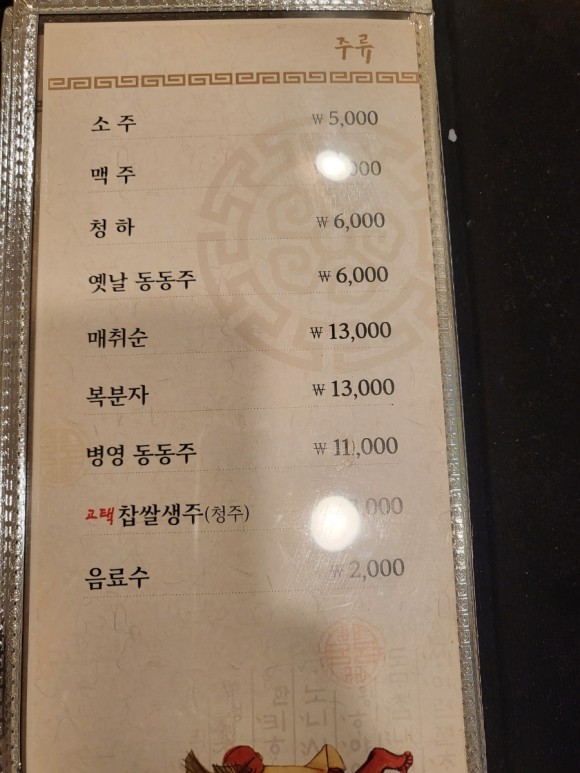 주류
소주 ₩ 5,000
맥주
청하 ₩ 6,000
옛날 동동주 ₩ 6,000
매취순 ₩ 13,000
복분자 ₩ 13,000
병영 동동주 ₩ 11,000
고택 찹쌀생주(청주)
음료수 ₩ 2,000